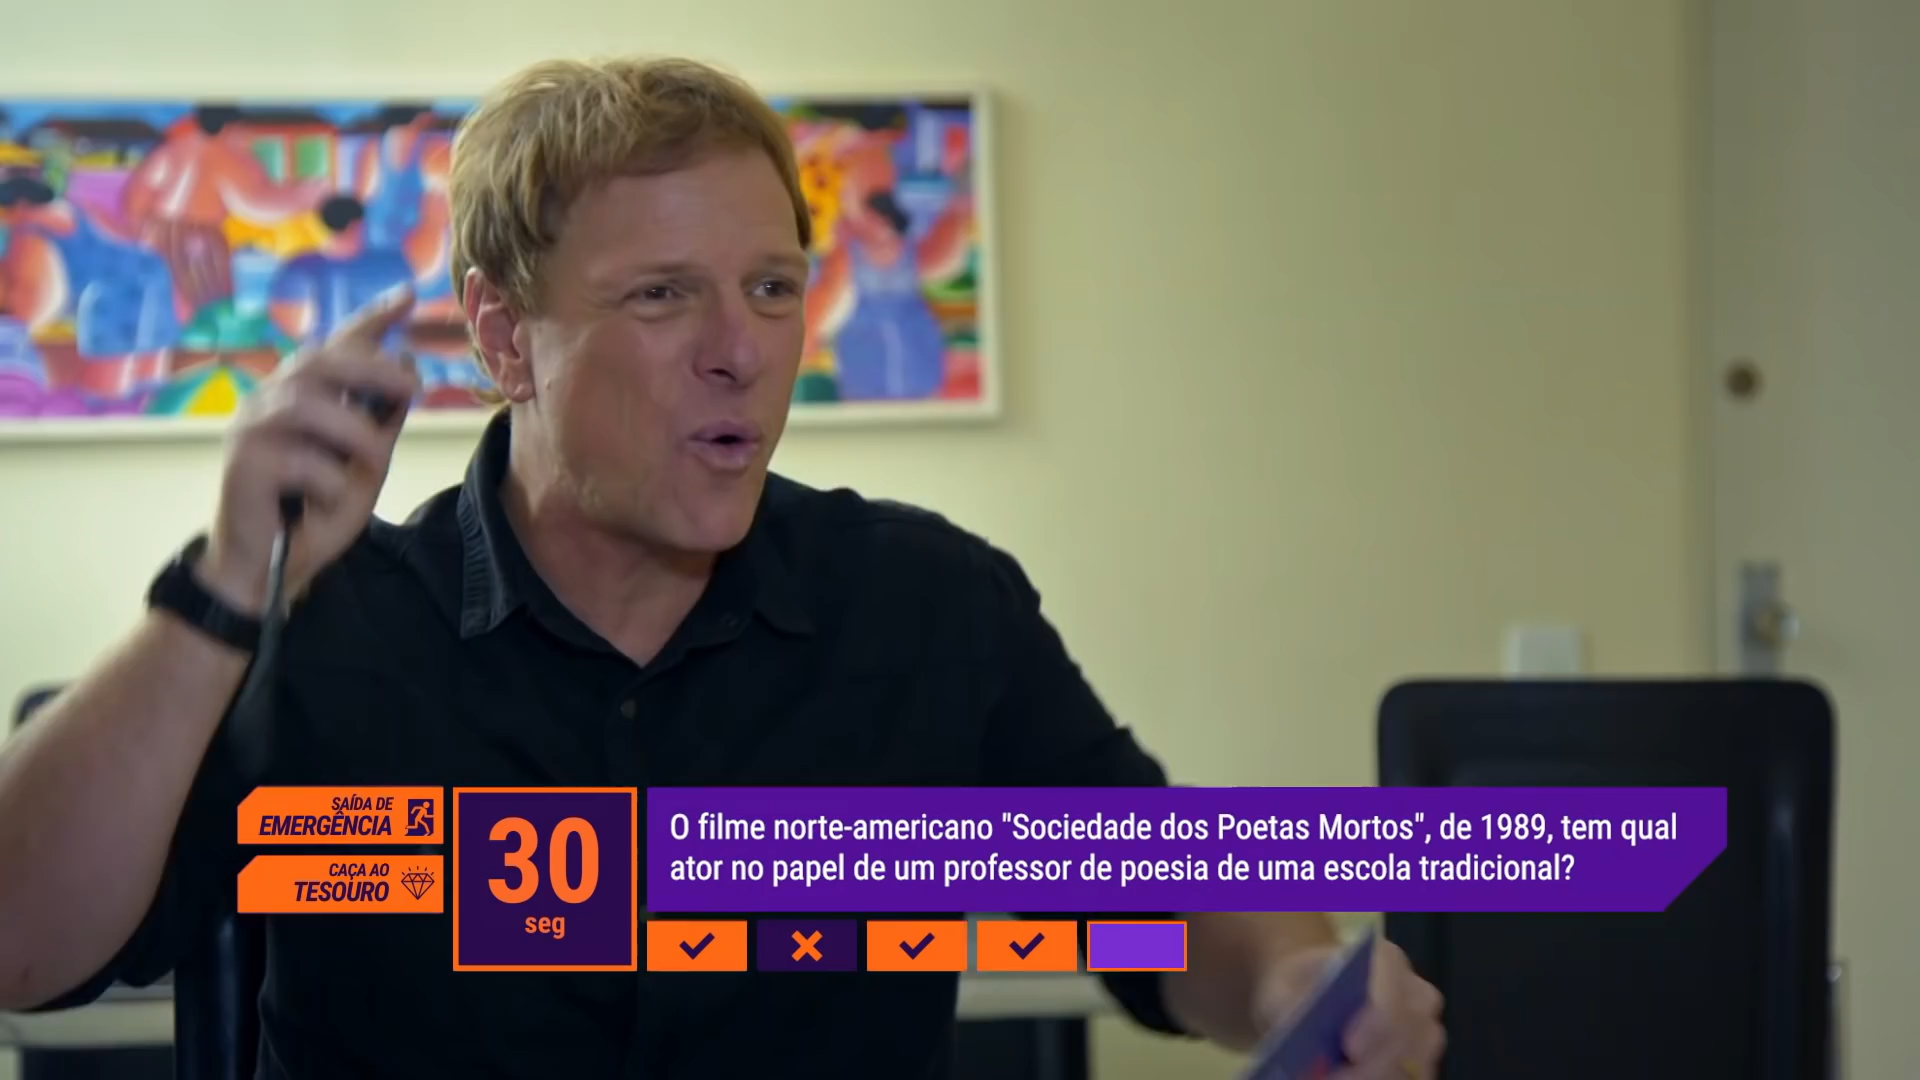 SAÍDA DE
EMERGÊNCIA
CAÇA AO
TESOURO
30
seg
O filme norte-americano "Sociedade dos Poetas Mortos", de 1989, tem qual
ator no papel de um professor de poesia de uma escola tradicional?